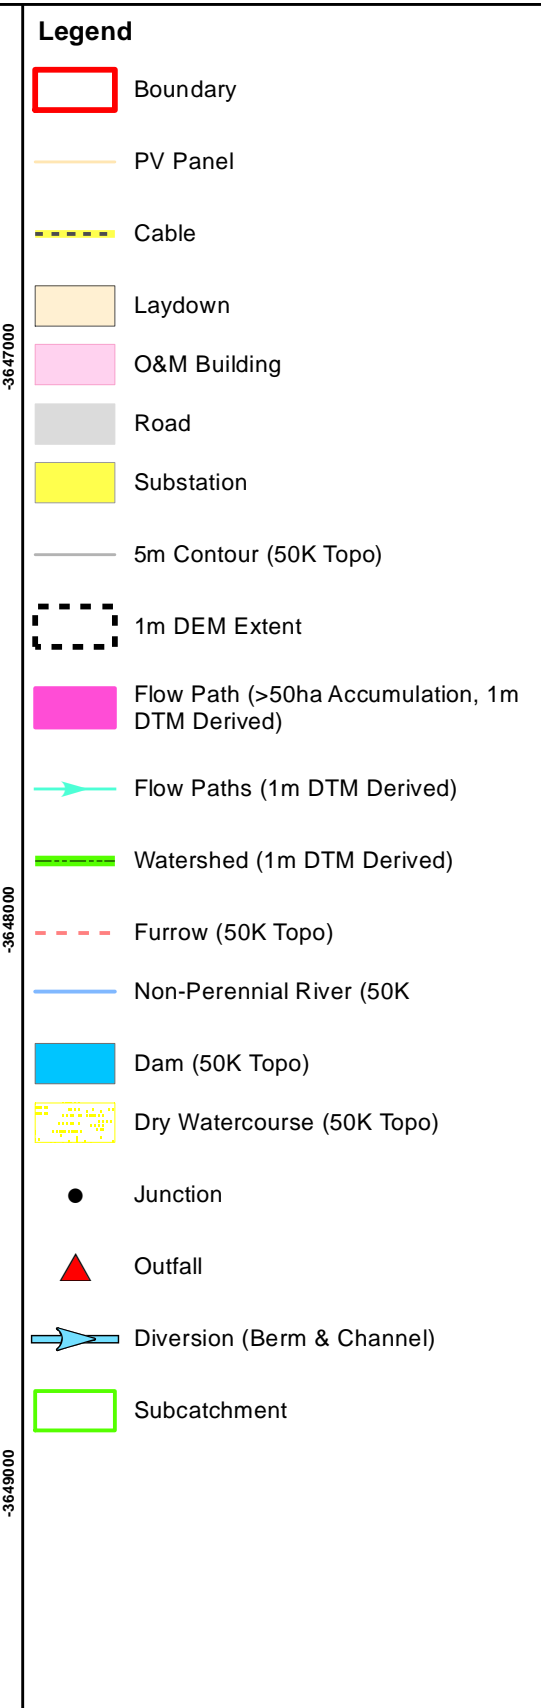 Legend
Boundary
PV Panel
Cable
Laydown
-3647000
O&M Building
Road
Substation
5m Contour (50K Topo)
1m DEM Extent
Flow Path (>50ha Accumulation, 1m
DTM Derived)
Flow Paths (1m DTM Derived)
Watershed (1m DTM Derived)
-3648000
Furrow (50K Topo)
Non-Perennial River (50K
Dam (50K Topo)
Dry Watercourse (50K Topo)
Junction
Outfall
Diversion (Berm & Channel)
Subcatchment
-3649000